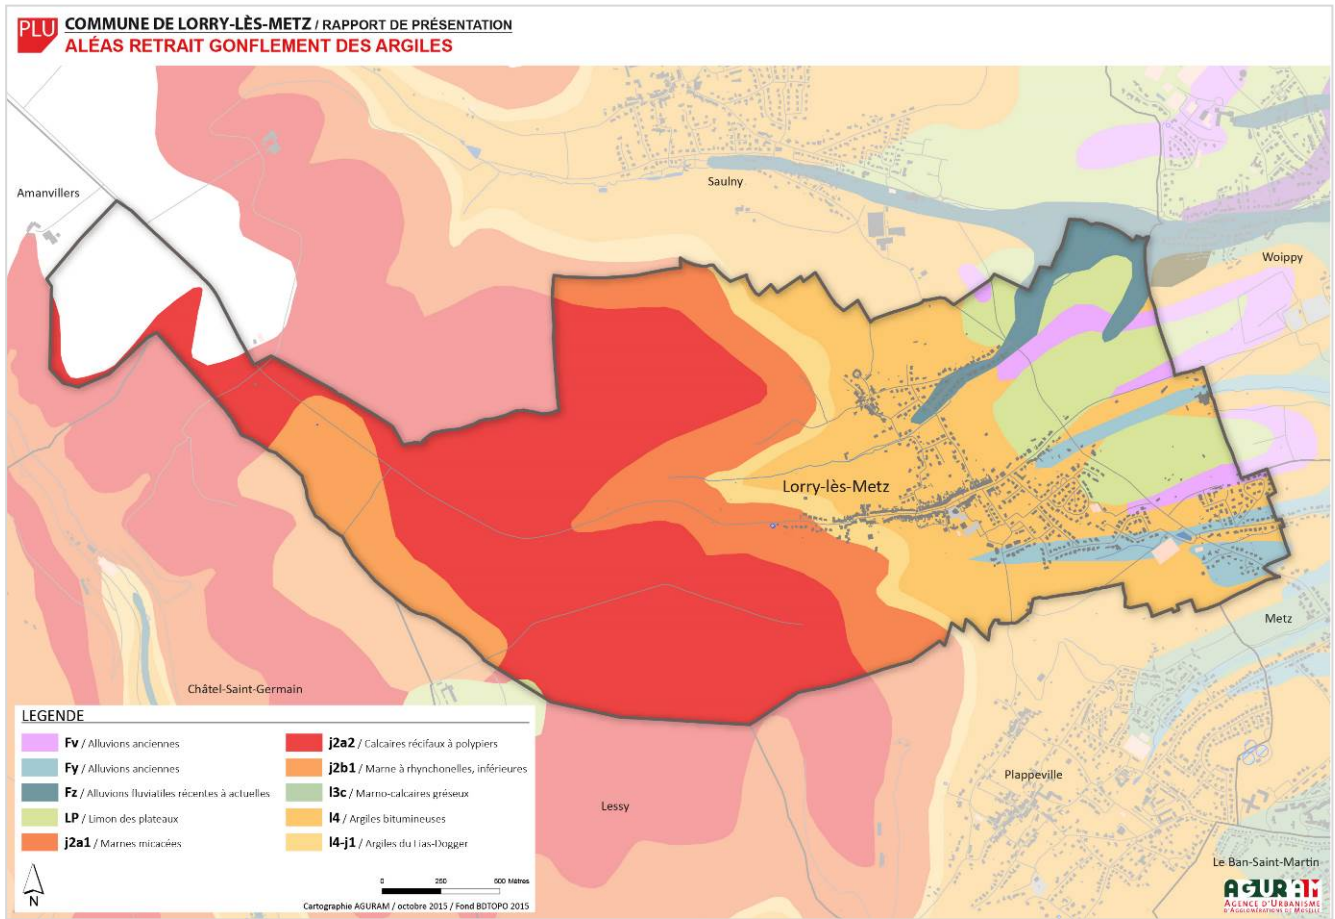 PLU
COMMUNE DE LORRY-LÈS-METZ / RAPPORT DE PRÉSENTATION
ALÉAS RETRAIT GONFLEMENT DES ARGILES
Amanvillers
Saulny
Woippy
Lorry-lès-Metz
Metz
Châtel-Saint-Germain
Plappeville
Lessy
Le Ban-Saint-Martin
LEGENDE
Fv / Alluvions anciennes
Fy / Alluvions anciennes
Fz / Alluvions fluviatiles récentes à actuelles
LP / Limon des plateaux
j2a1 / Marnes micacées
j2a2 / Calcaires récifaux à polypiers
j2b1 / Marne à rhynchonelles, inférieures
l3c / Marno-calcaires gréseux
l4 / Argiles bitumineuses
l4-j1 / Argiles du Lias-Dogger
N
0 250 500 Mètres
Cartographie AGURAM / octobre 2015 / Fond BDTOPO 2015
AGURAM
AGENCE D'URBANISME
D'AGGLOMÉRATIONS DE MOSELLE